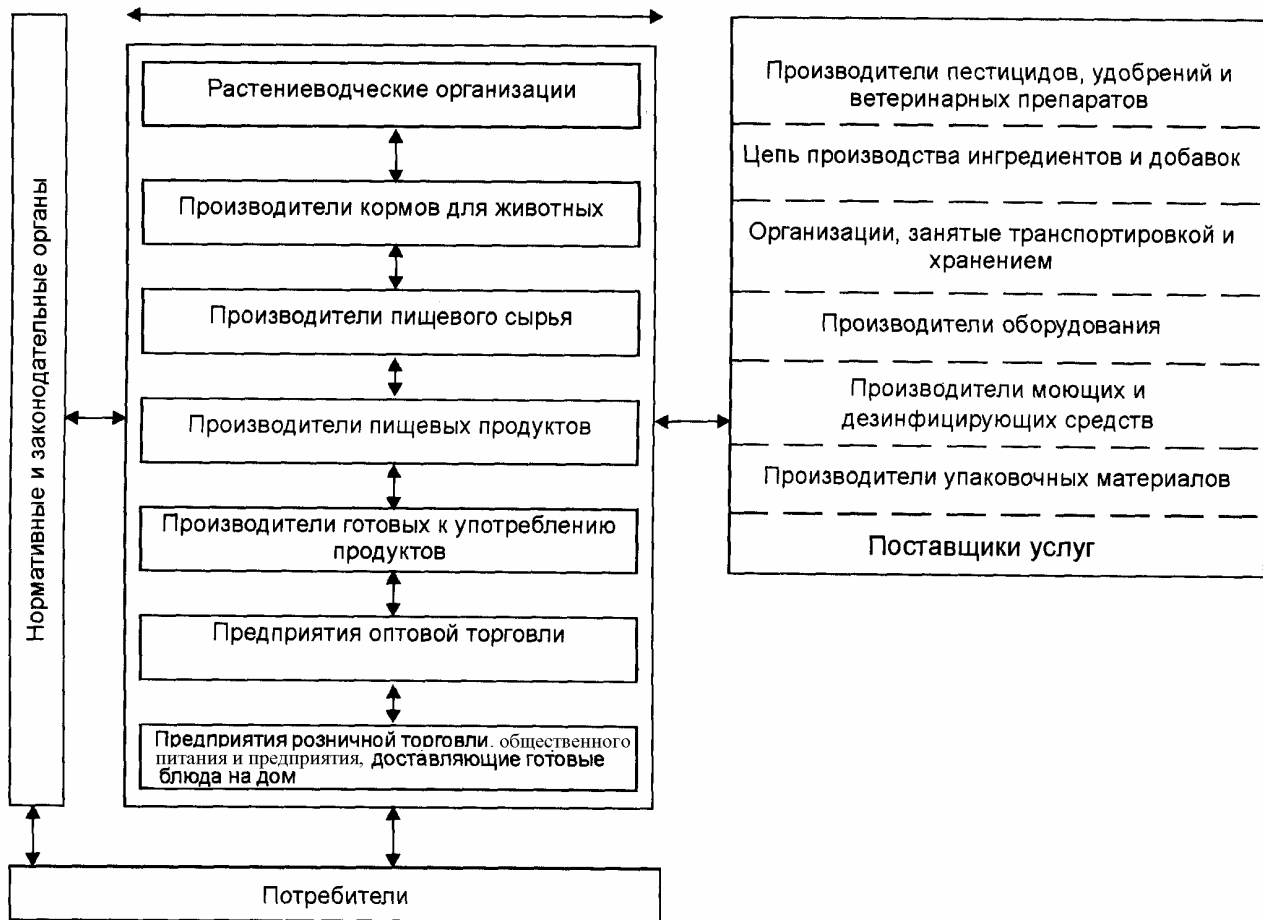 Нормативные и законодательные органы
Растениеводческие организации
Производители кормов для животных
Производители пищевого сырья
Производители пищевых продуктов
Производители готовых к употреблению
продуктов
Предприятия оптовой торговли
Предприятия розничной торговли. общественного
питания и предприятия, доставляющие готовые
блюда на дом
Потребители
Производители пестицидов, удобрений и
ветеринарных препаратов
Цепь производства ингредиентов и добавок
Организации, занятые транспортировкой и
хранением
Производители оборудования
Производители моющих и
дезинфицирующих средств
Производители упаковочных материалов
Поставщики услуг